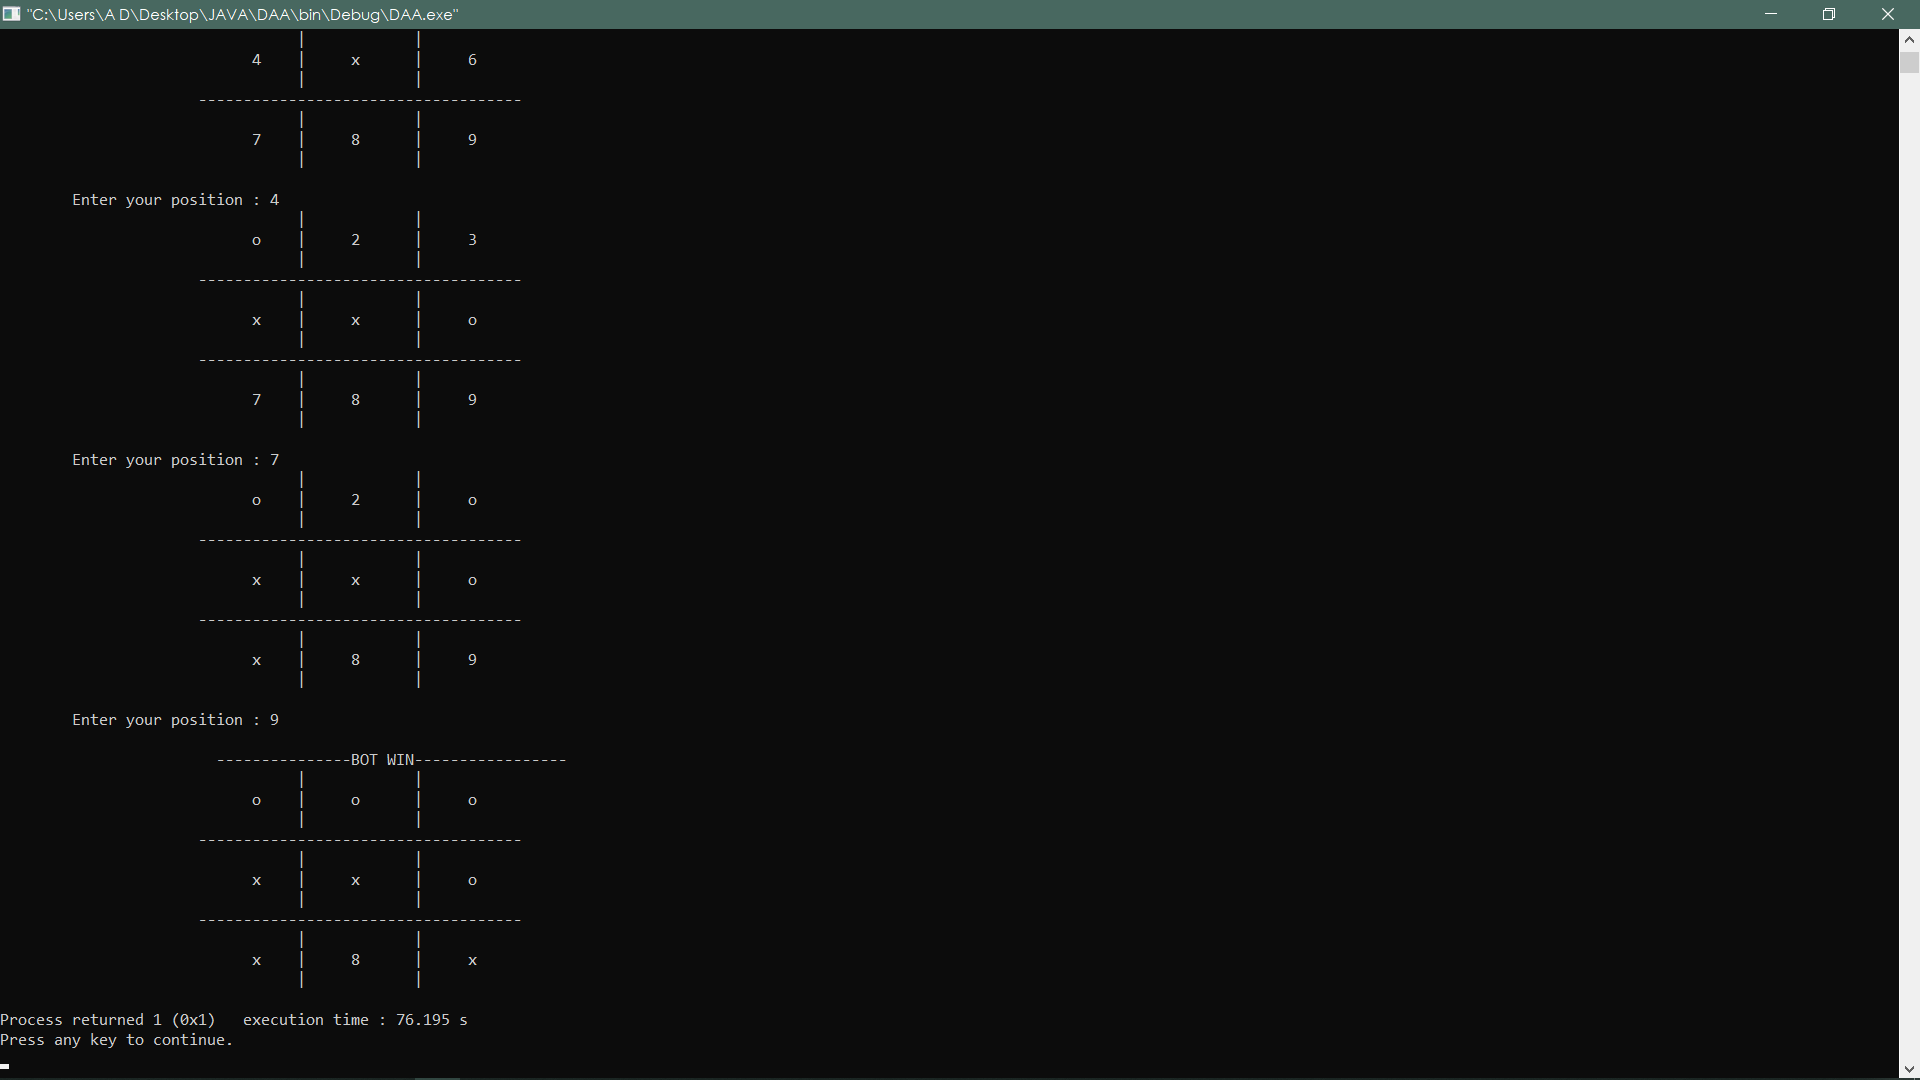 "C:\Users\A D\Desktop\JAVA\DAA\bin\Debug\DAA.exe"
| |
4 | x | 6
| |
------------------------------------
| |
7 | 8 | 9
| |
Enter your position : 4
| |
o | 2 | 3
| |
------------------------------------
| |
x | x | o
| |
------------------------------------
| |
7 | 8 | 9
| |
Enter your position : 7
| |
o | 2 | o
| |
------------------------------------
| |
x | x | o
| |
------------------------------------
| |
x | 8 | 9
| |
Enter your position : 9
---------------BOT WIN-----------------
| |
o | o | o
| |
------------------------------------
| |
x | x | o
| |
------------------------------------
| |
x | 8 | x
| |
Process returned 1 (0x1)   execution time : 76.195 s
Press any key to continue.